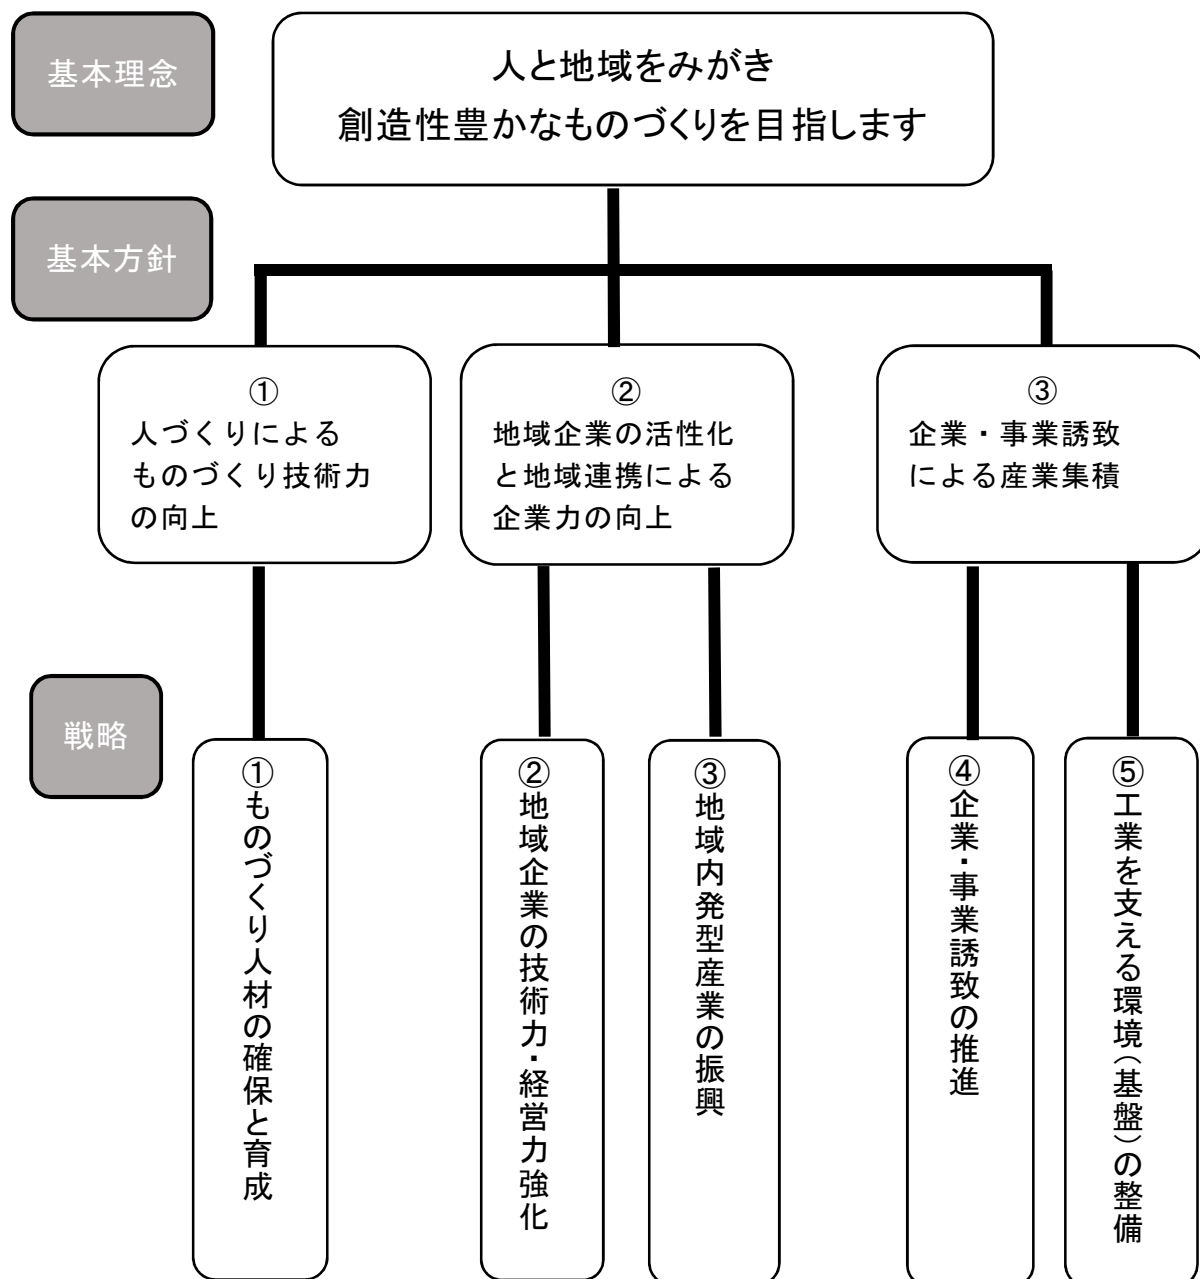 基本理念
人と地域をみがき
創造性豊かなものづくりを目指します
基本方針
①
人づくりによる
ものづくり技術力
の向上
②
地域企業の活性化
と地域連携による
企業力の向上
③
企業・事業誘致
による産業集積
戦略
①ものづくり人材の確保と育成
②地域企業の技術力・経営力強化
③地域内発型産業の振興
④企業・事業誘致の推進
⑤工業を支える環境(基盤)の整備